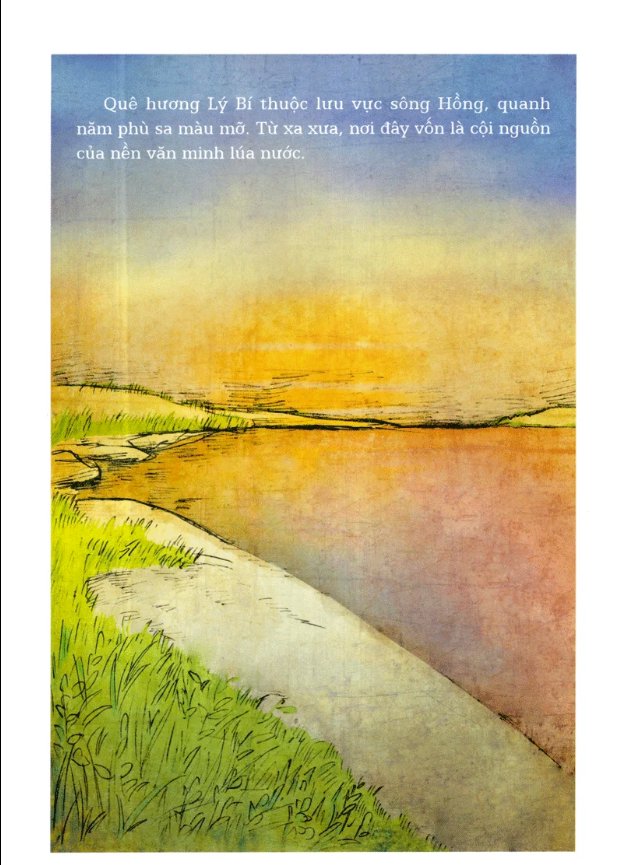 Quê hương Lý Bí thuộc lưu vực sông Hồng, quanh
năm phù sa màu mỡ. Từ xa xưa, nơi đây vốn là cội nguồn
của nền văn minh lúa nước.